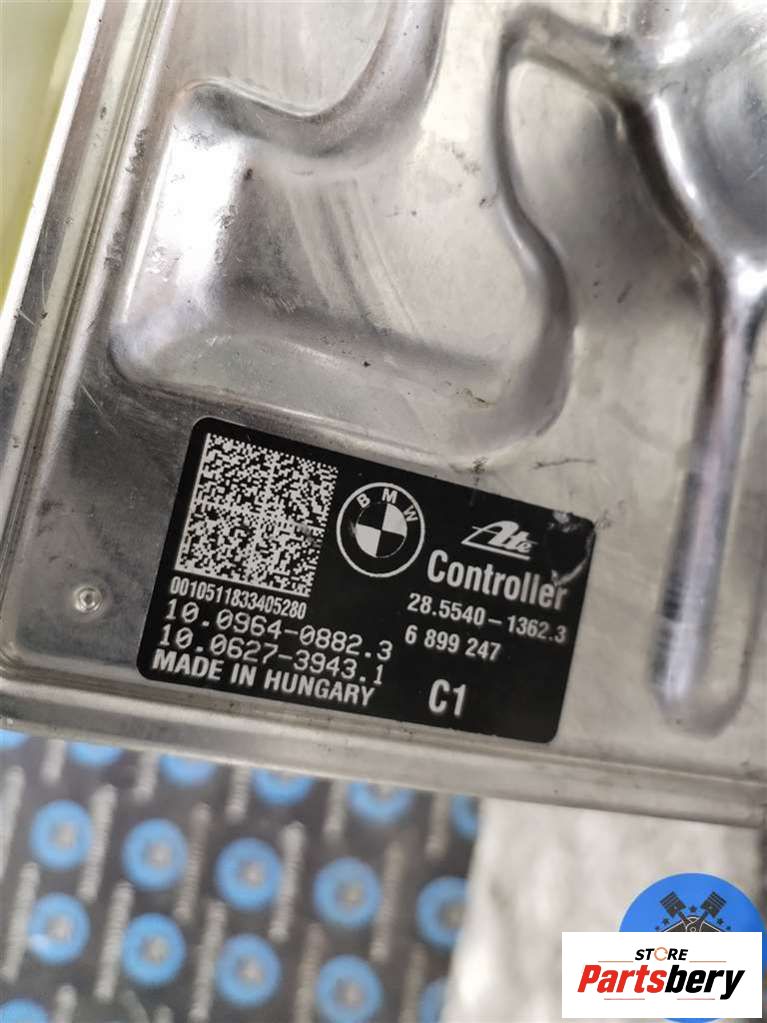 BMW
Ate
Controller
28.5540-1362.3
6 899 247
C1
0010511833405280
10.0964-0882.3
10.0627-3943.1
MADE IN HUNGARY
STORE
Partsbery